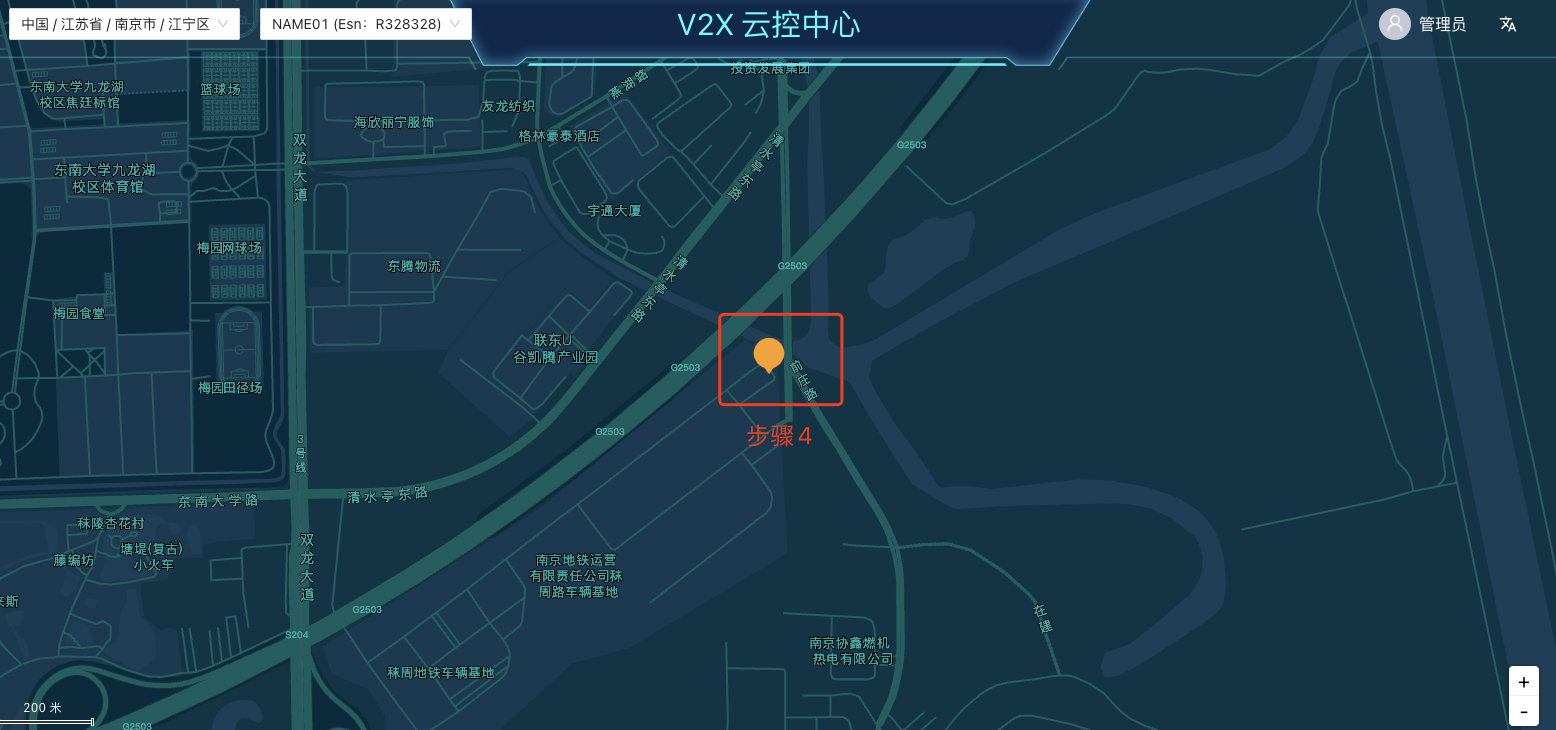 中国 / 江苏省 / 南京市 / 江宁区
NAME01 (Esn：R328328)
V2X 云控中心
管理员
投资发展集团
东南大学九龙湖
校区焦廷标馆
篮球场
燕湖路
友龙纺织
海欣丽宁服饰
格林豪泰酒店
双龙大道
清水亭东路
G2503
东南大学九龙湖
校区体育馆
宇通大厦
梅园网球场
东腾物流
清水亭东路
G2503
梅园食堂
联东U
谷凯腾产业园
G2503
前庄路
梅园田径场
步骤4
G2503
3号线
东南大学路
清水亭东路
秣陵杏花村
塘堤(复古)
小火车
藤编坊
双龙大道
南京地铁运营
有限责任公司秣
周路车辆基地
G2503
在建
S204
南京协鑫燃机
热电有限公司
秣周地铁车辆基地
200 米
G2503
+
-